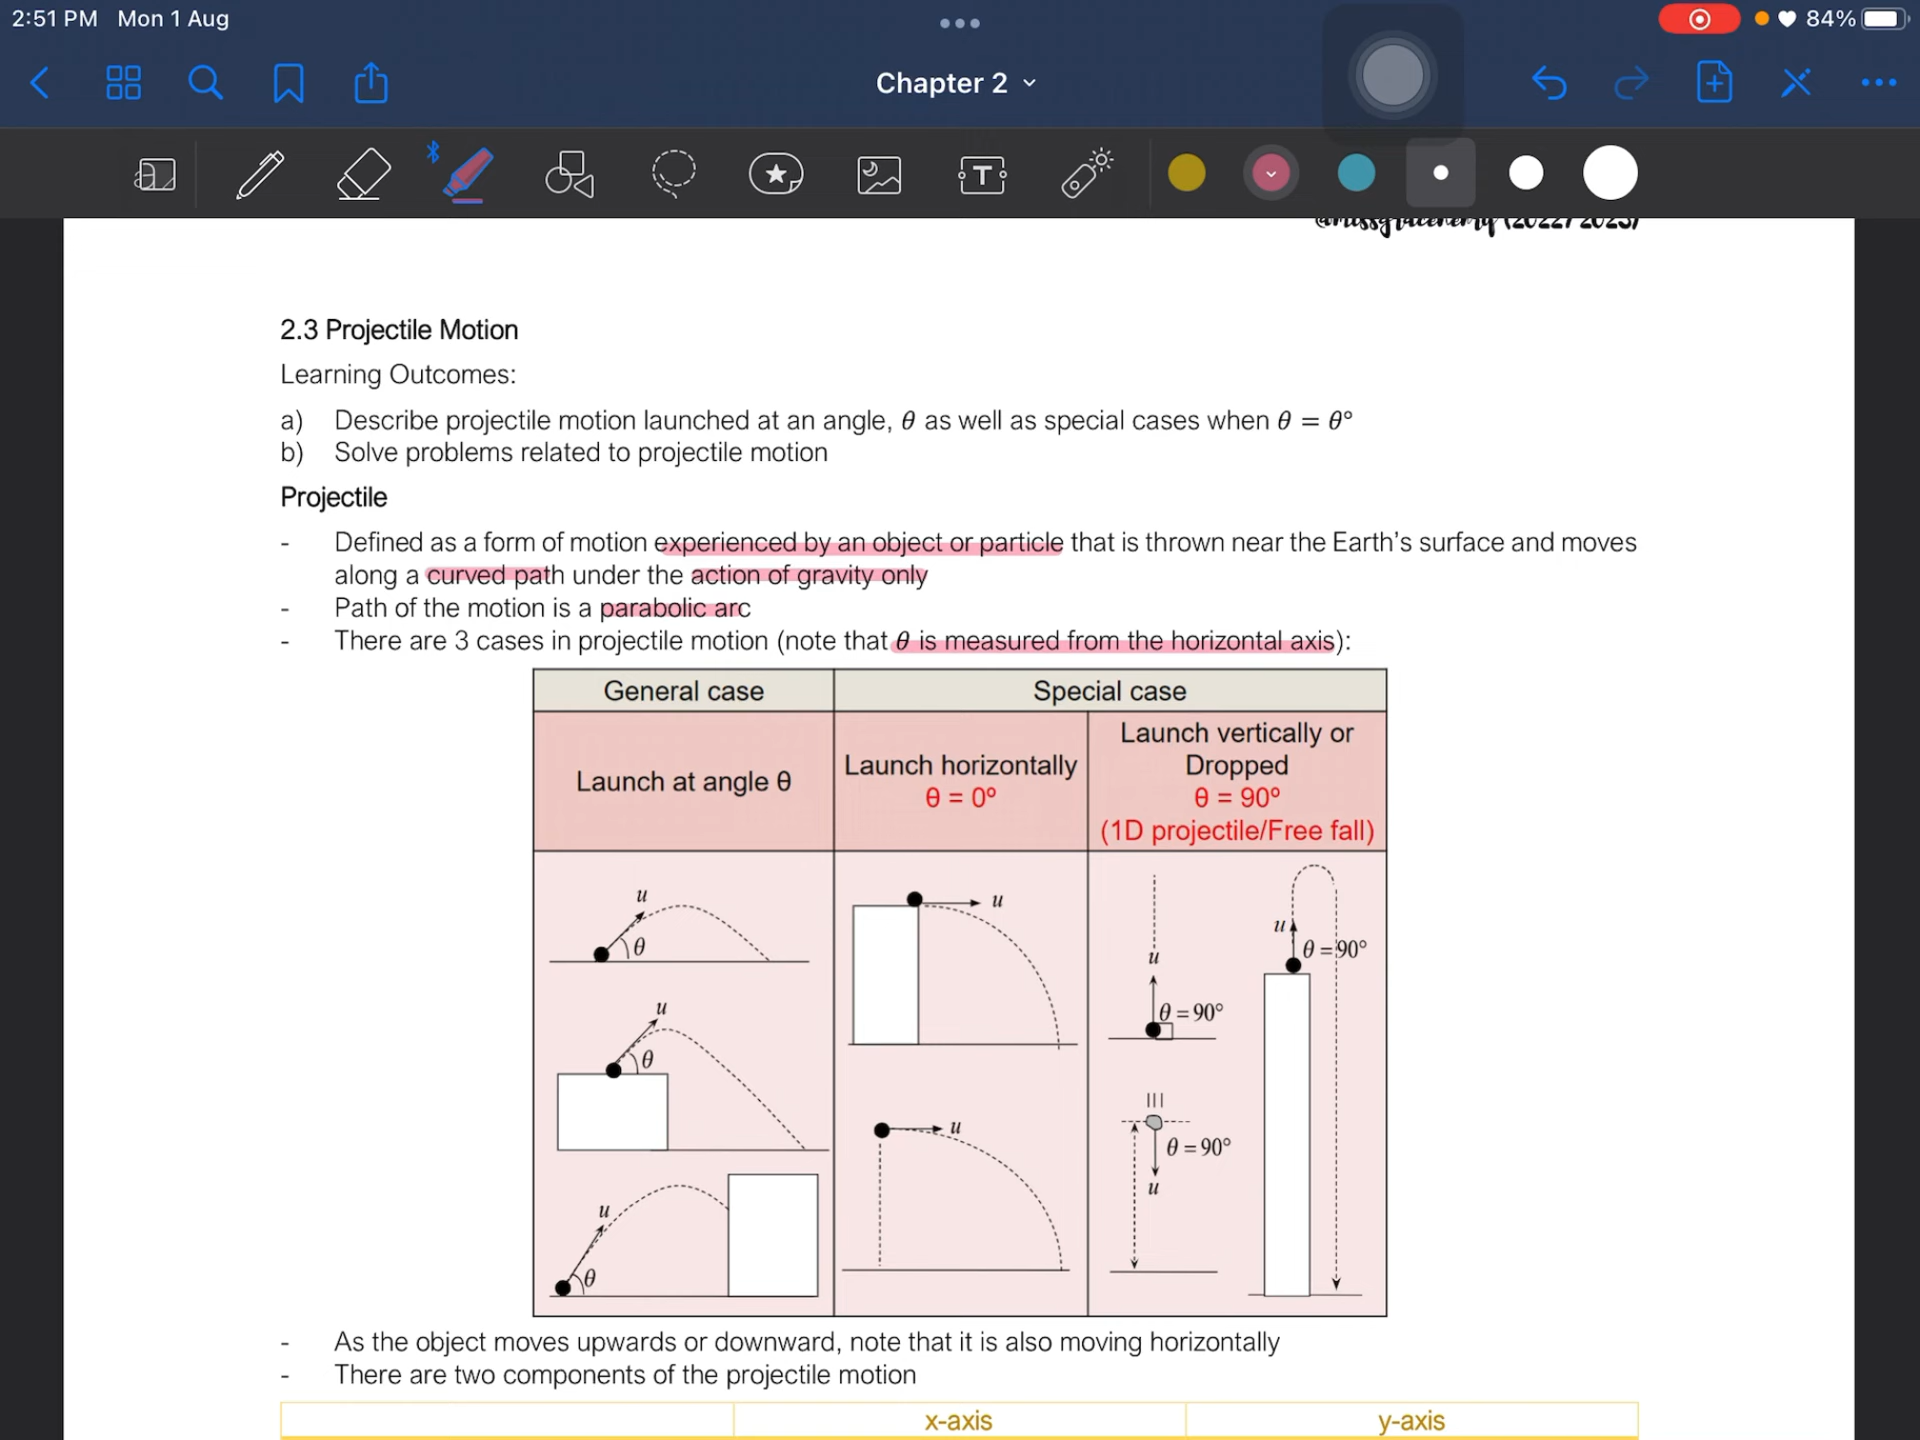 2:51 PM Mon 1 Aug
84%
Chapter 2
(2022/2023)
2.3 Projectile Motion
Learning Outcomes:
a) Describe projectile motion launched at an angle, θ as well as special cases when θ = θ°
b) Solve problems related to projectile motion
Projectile
- Defined as a form of motion experienced by an object or particle that is thrown near the Earth's surface and moves
along a curved path under the action of gravity only
- Path of the motion is a parabolic arc
- There are 3 cases in projectile motion (note that θ is measured from the horizontal axis):
General case
Special case
Launch at angle θ
Launch horizontally
θ = 0º
Launch vertically or
Dropped
θ = 90º
(1D projectile/Free fall)
u
θ
u
θ
u
θ
u
u
u
θ = 90°
θ = 90°
u
u
θ = 90°
- As the object moves upwards or downward, note that it is also moving horizontally
- There are two components of the projectile motion
x-axis
y-axis